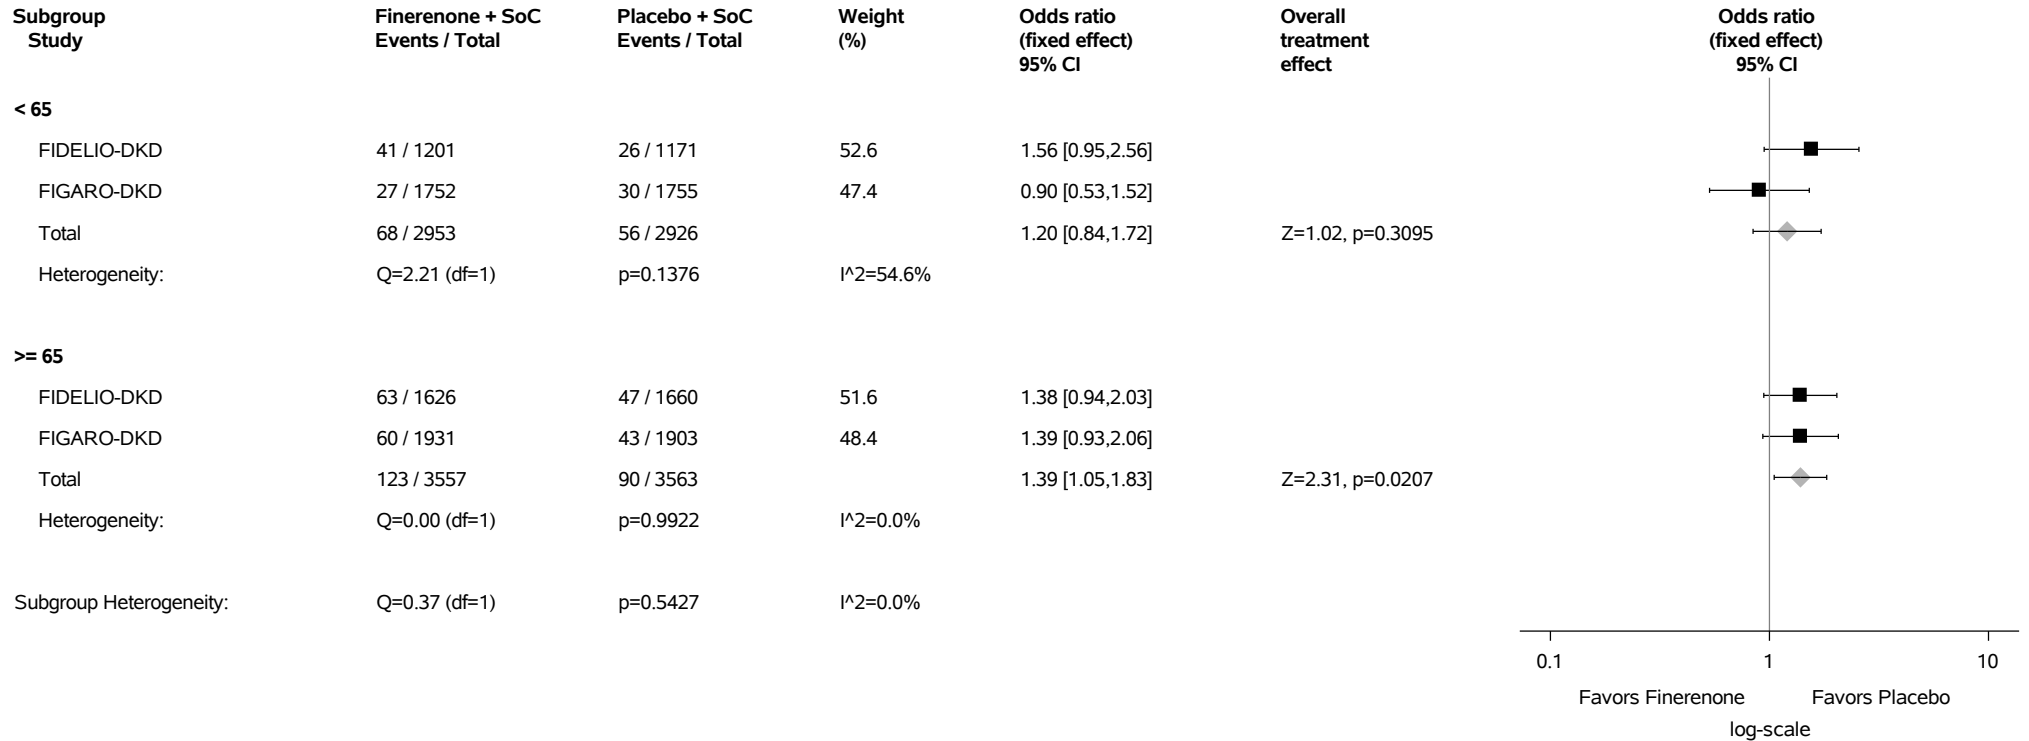 Subgroup Finerenone + SoC Placebo + SoC Weight Odds ratio Overall Odds ratio
Study Events / Total Events / Total (%) (fixed effect) treatment (fixed effect)
95% CI effect 95% CI
< 65
FIDELIO-DKD 41 / 1201 26 / 1171 52.6 1.56 [0.95,2.56]
FIGARO-DKD 27 / 1752 30 / 1755 47.4 0.90 [0.53,1.52]
Total 68 / 2953 56 / 2926 1.20 [0.84,1.72] Z=1.02, p=0.3095
Heterogeneity: Q=2.21 (df=1) p=0.1376 I^2=54.6%
>= 65
FIDELIO-DKD 63 / 1626 47 / 1660 51.6 1.38 [0.94,2.03]
FIGARO-DKD 60 / 1931 43 / 1903 48.4 1.39 [0.93,2.06]
Total 123 / 3557 90 / 3563 1.39 [1.05,1.83] Z=2.31, p=0.0207
Heterogeneity: Q=0.00 (df=1) p=0.9922 I^2=0.0%
Subgroup Heterogeneity: Q=0.37 (df=1) p=0.5427 I^2=0.0%
0.1 1 10
Favors Finerenone Favors Placebo
log-scale